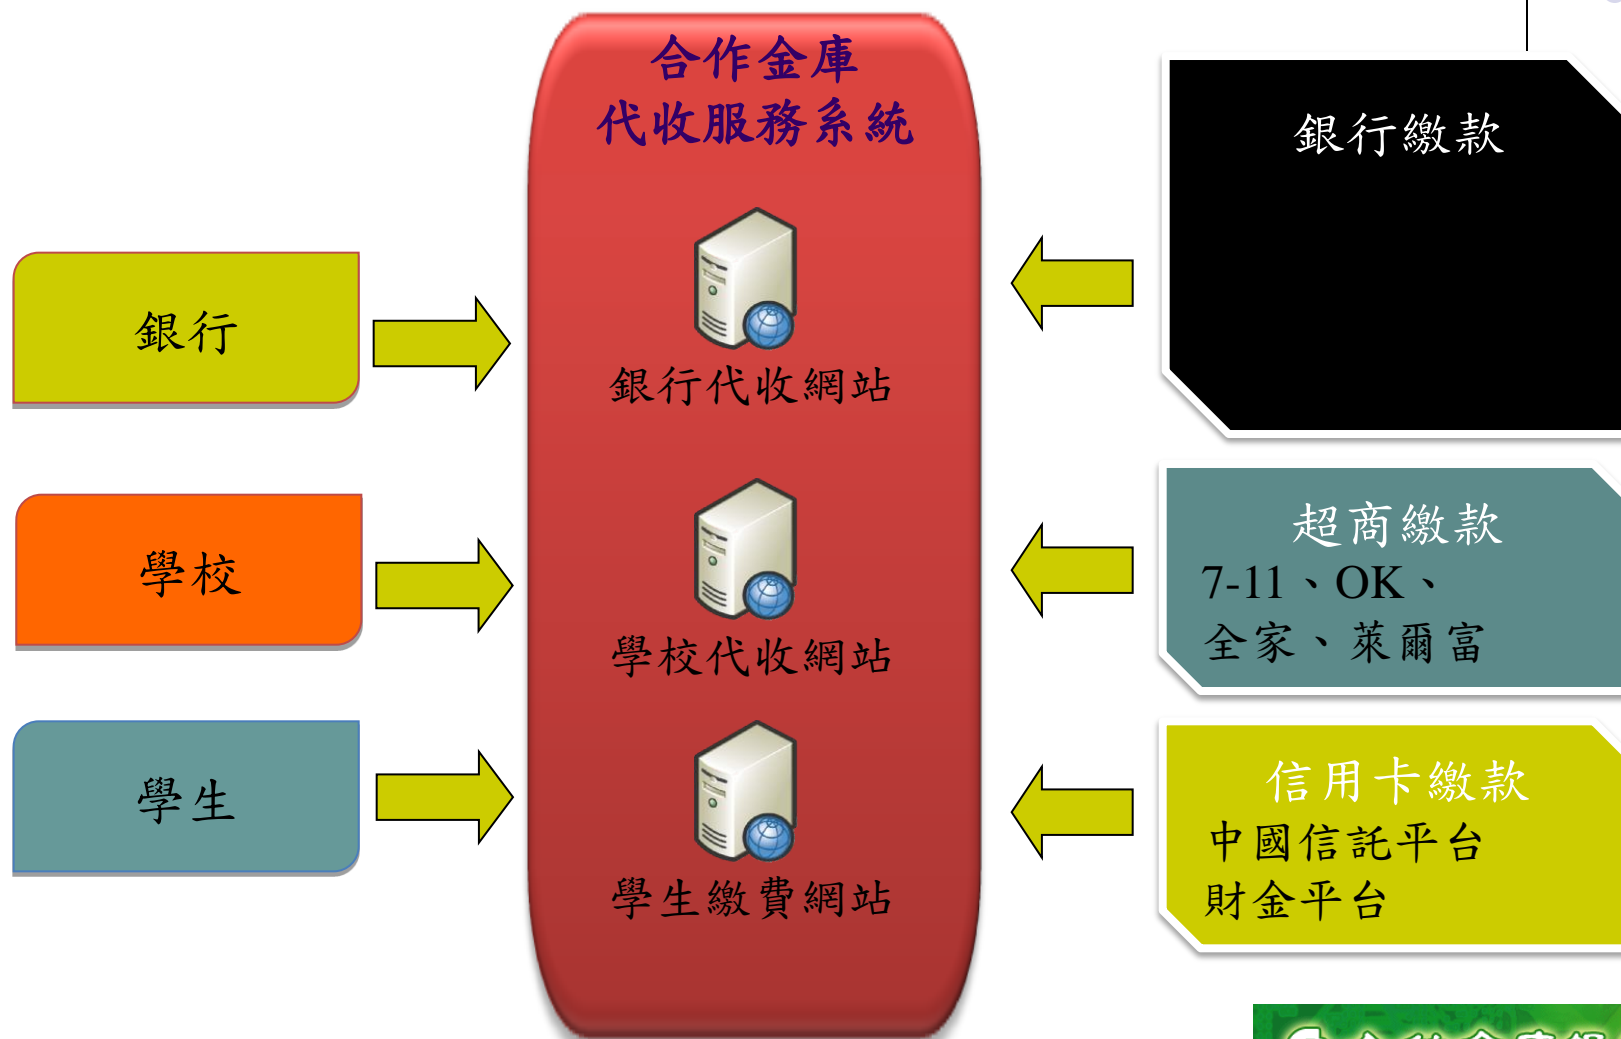 合作金庫
代收服務系統
銀行
學校
學生
銀行代收網站
學校代收網站
學生繳費網站
銀行繳款
超商繳款
7-11、OK、
全家、萊爾富
信用卡繳款
中國信託平台
財金平台